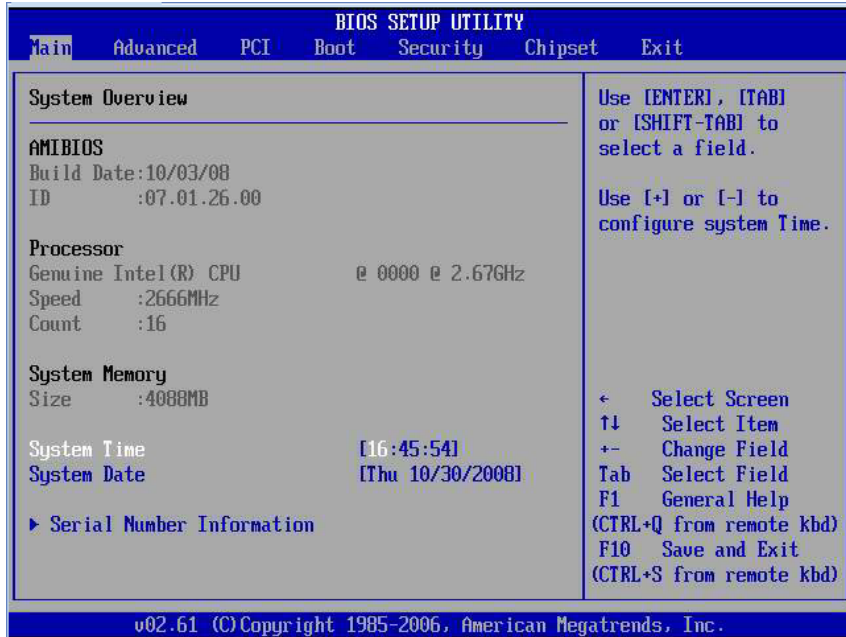 BIOS SETUP UTILITY
Main Advanced PCI Boot Security Chipset Exit
System Overview
AMIBIOS
Build Date:10/03/08
ID :07.01.26.00
Processor
Genuine Intel(R) CPU @ 0000 @ 2.67GHz
Speed :2666MHz
Count :16
System Memory
Size :4088MB
System Time [16:45:54]
System Date [Thu 10/30/2008]
▶ Serial Number Information
Use [ENTER], [TAB]
or [SHIFT-TAB] to
select a field.
Use [+] or [-] to
configure system Time.
← Select Screen
↑↓ Select Item
+- Change Field
Tab Select Field
F1 General Help
(CTRL+Q from remote kbd)
F10 Save and Exit
(CTRL+S from remote kbd)
v02.61 (C)Copyright 1985-2006, American Megatrends, Inc.